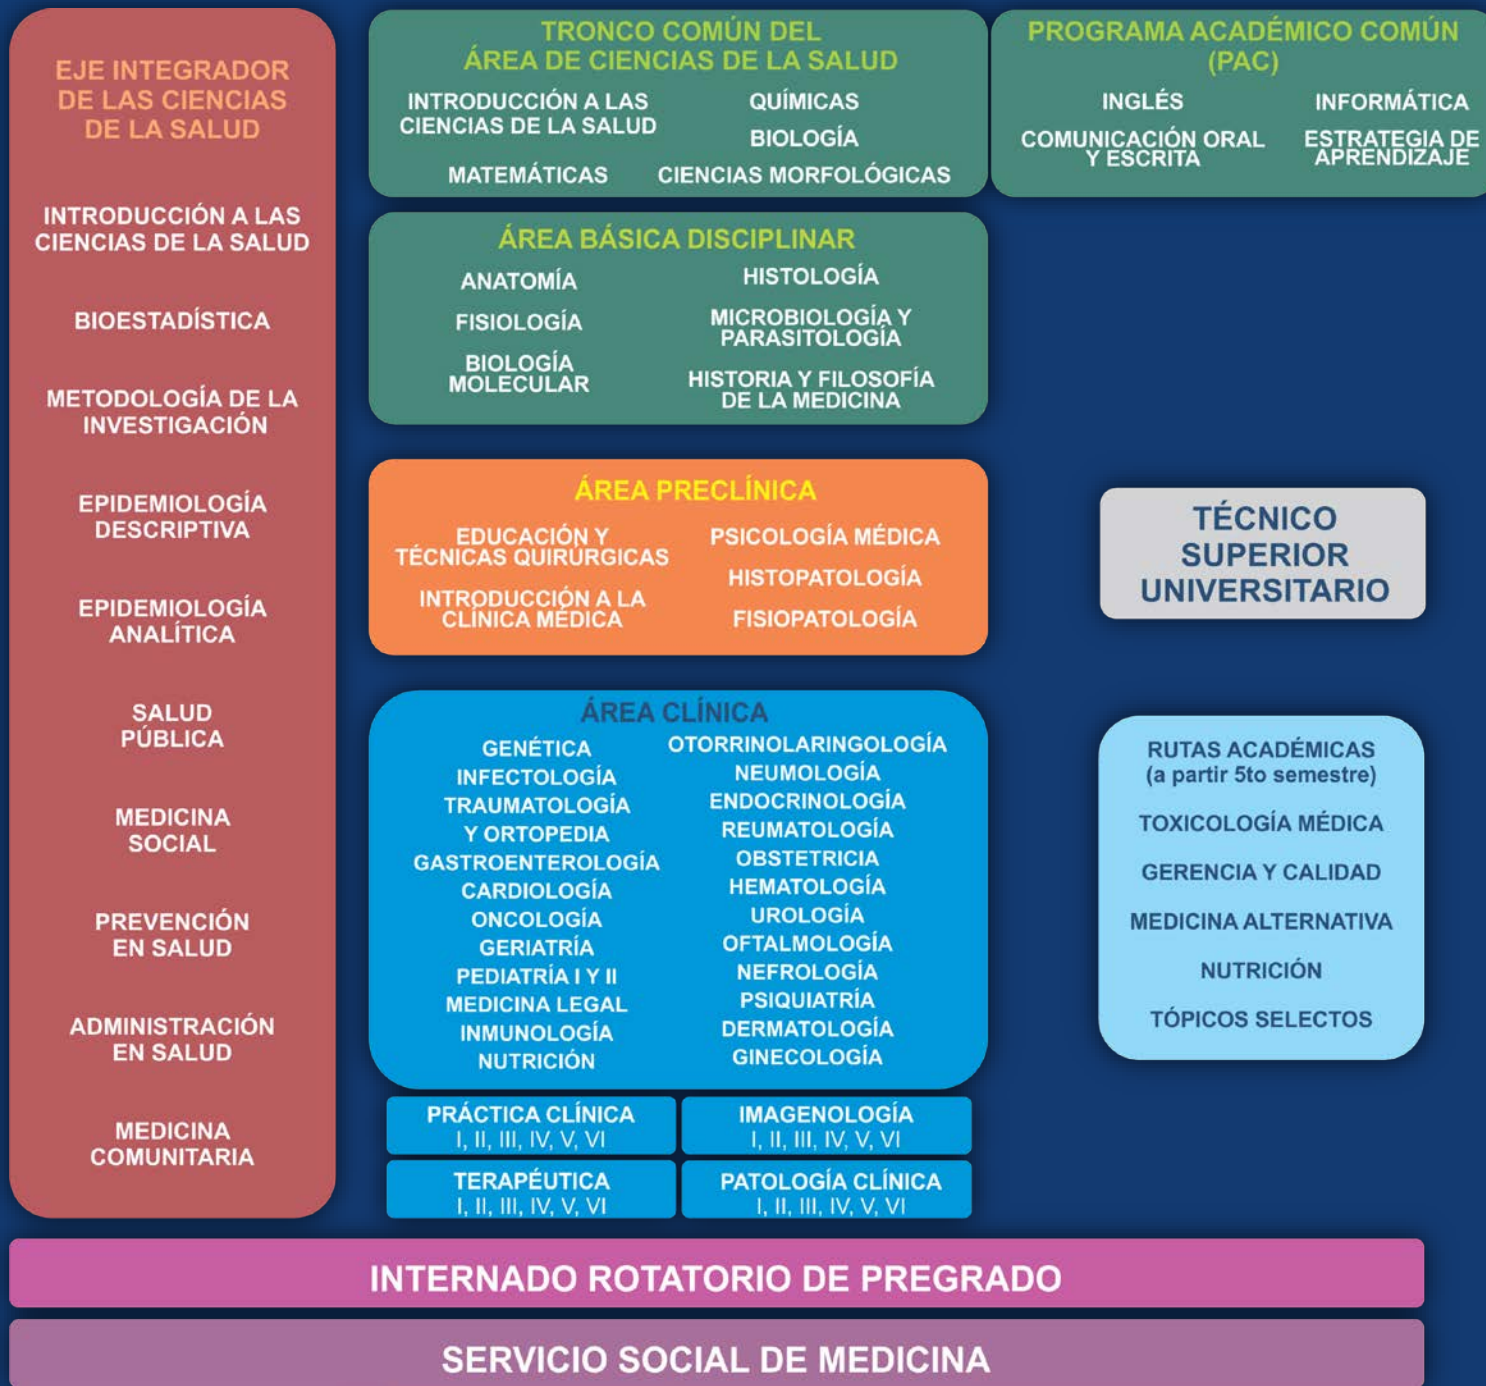 EJE INTEGRADOR
DE LAS CIENCIAS
DE LA SALUD
INTRODUCCIÓN A LAS
CIENCIAS DE LA SALUD
BIOESTADÍSTICA
METODOLOGÍA DE LA
INVESTIGACIÓN
EPIDEMIOLOGÍA
DESCRIPTIVA
EPIDEMIOLOGÍA
ANALÍTICA
SALUD
PÚBLICA
MEDICINA
SOCIAL
PREVENCIÓN
EN SALUD
ADMINISTRACIÓN
EN SALUD
MEDICINA
COMUNITARIA
TRONCO COMÚN DEL
ÁREA DE CIENCIAS DE LA SALUD
INTRODUCCIÓN A LAS
CIENCIAS DE LA SALUD
MATEMÁTICAS
QUÍMICAS
BIOLOGÍA
CIENCIAS MORFOLÓGICAS
PROGRAMA ACADÉMICO COMÚN
(PAC)
INGLÉS
COMUNICACIÓN ORAL
Y ESCRITA
INFORMÁTICA
ESTRATEGIA DE
APRENDIZAJE
ÁREA BÁSICA DISCIPLINAR
ANATOMÍA
FISIOLOGÍA
BIOLOGÍA
MOLECULAR
HISTOLOGÍA
MICROBIOLOGÍA Y
PARASITOLOGÍA
HISTORIA Y FILOSOFÍA
DE LA MEDICINA
ÁREA PRECLÍNICA
EDUCACIÓN Y
TÉCNICAS QUIRÚRGICAS
INTRODUCCIÓN A LA
CLÍNICA MÉDICA
PSICOLOGÍA MÉDICA
HISTOPATOLOGÍA
FISIOPATOLOGÍA
TÉCNICO
SUPERIOR
UNIVERSITARIO
ÁREA CLÍNICA
GENÉTICA
INFECTOLOGÍA
TRAUMATOLOGÍA
Y ORTOPEDIA
GASTROENTEROLOGÍA
CARDIOLOGÍA
ONCOLOGÍA
GERIATRÍA
PEDIATRÍA I Y II
MEDICINA LEGAL
INMUNOLOGÍA
NUTRICIÓN
OTORRINOLARINGOLOGÍA
NEUMOLOGÍA
ENDOCRINOLOGÍA
REUMATOLOGÍA
OBSTETRICIA
HEMATOLOGÍA
UROLOGÍA
OFTALMOLOGÍA
NEFROLOGÍA
PSIQUIATRÍA
DERMATOLOGÍA
GINECOLOGÍA
RUTAS ACADÉMICAS
(a partir 5to semestre)
TOXICOLOGÍA MÉDICA
GERENCIA Y CALIDAD
MEDICINA ALTERNATIVA
NUTRICIÓN
TÓPICOS SELECTOS
PRÁCTICA CLÍNICA
I, II, III, IV, V, VI
IMAGENOLOGÍA
I, II, III, IV, V, VI
TERAPÉUTICA
I, II, III, IV, V, VI
PATOLOGÍA CLÍNICA
I, II, III, IV, V, VI
INTERNADO ROTATORIO DE PREGRADO
SERVICIO SOCIAL DE MEDICINA